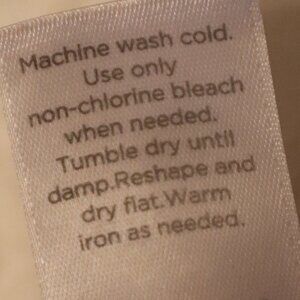 Machine wash cold.
Use only
non-chlorine bleach
when needed.
Tumble dry until
damp.Reshape and
dry flat.Warm
iron as needed.